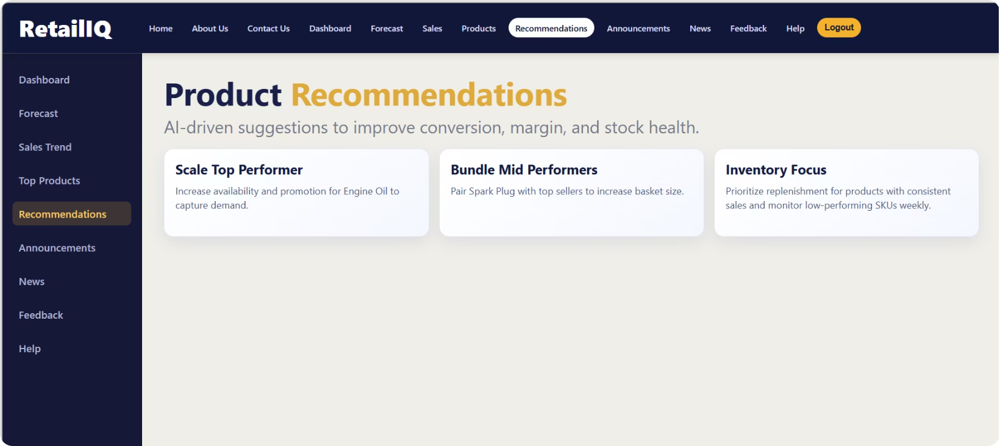 RetailIQ
Home About Us Contact Us Dashboard Forecast Sales Products Recommendations Announcements News Feedback Help Logout
Dashboard
Forecast
Sales Trend
Top Products
Recommendations
Announcements
News
Feedback
Help
Product Recommendations
AI-driven suggestions to improve conversion, margin, and stock health.
Scale Top Performer
Increase availability and promotion for Engine Oil to
capture demand.
Bundle Mid Performers
Pair Spark Plug with top sellers to increase basket size.
Inventory Focus
Prioritize replenishment for products with consistent
sales and monitor low-performing SKUs weekly.